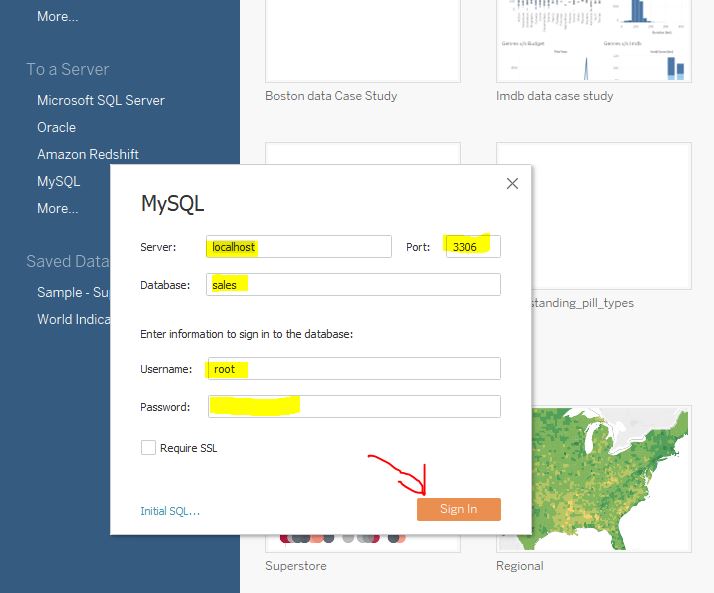 More...
To a Server
Microsoft SQL Server
Oracle
Amazon Redshift
MySQL
More...
Saved Data
Sample - Su
World Indica
Genres v/s Budget
Genres v/s Imdb
Boston data Case Study
Imdb data case study
standing_pill_types
MySQL
Server: localhost Port: 3306
Database: sales
Enter information to sign in to the database:
Username: root
Password:
Require SSL
Initial SQL...
Sign In
Superstore
Regional